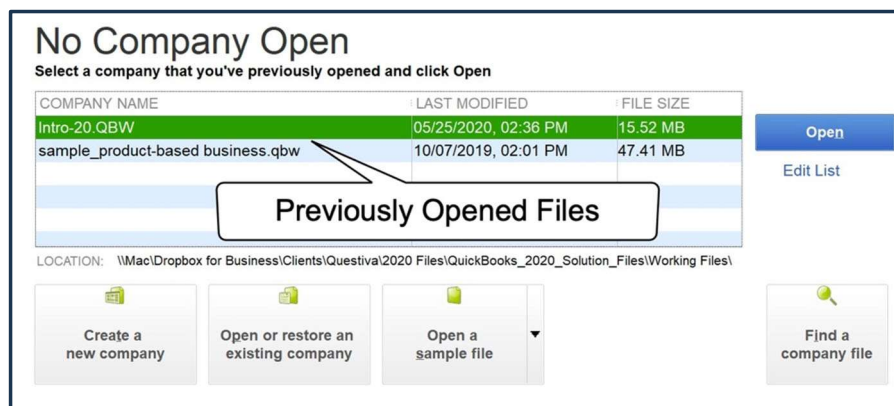 No Company Open
Select a company that you've previously opened and click Open
COMPANY NAME LAST MODIFIED FILE SIZE
Intro-20.QBW 05/25/2020, 02:36 PM 15.52 MB
Open
sample_product-based business.qbw 10/07/2019, 02:01 PM 47.41 MB
Edit List
Previously Opened Files
LOCATION: \\Mac\Dropbox for Business\Clients\Questiva\2020 Files\QuickBooks_2020_Solution_Files\Working Files\
Create a
new company
Open or restore an
existing company
Open a
sample file
Find a
company file